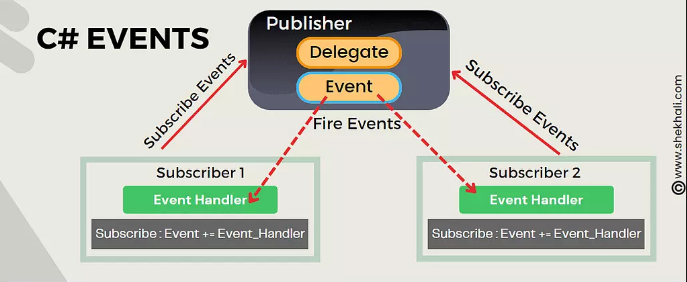 C# EVENTS
Publisher
Delegate
Event
Fire Events
Subscribe Events
Subscribe Events
Subscriber 1
Event Handler
Subscribe : Event += Event_Handler
Subscriber 2
Event Handler
Subscribe : Event += Event_Handler
©www.shekhali.com